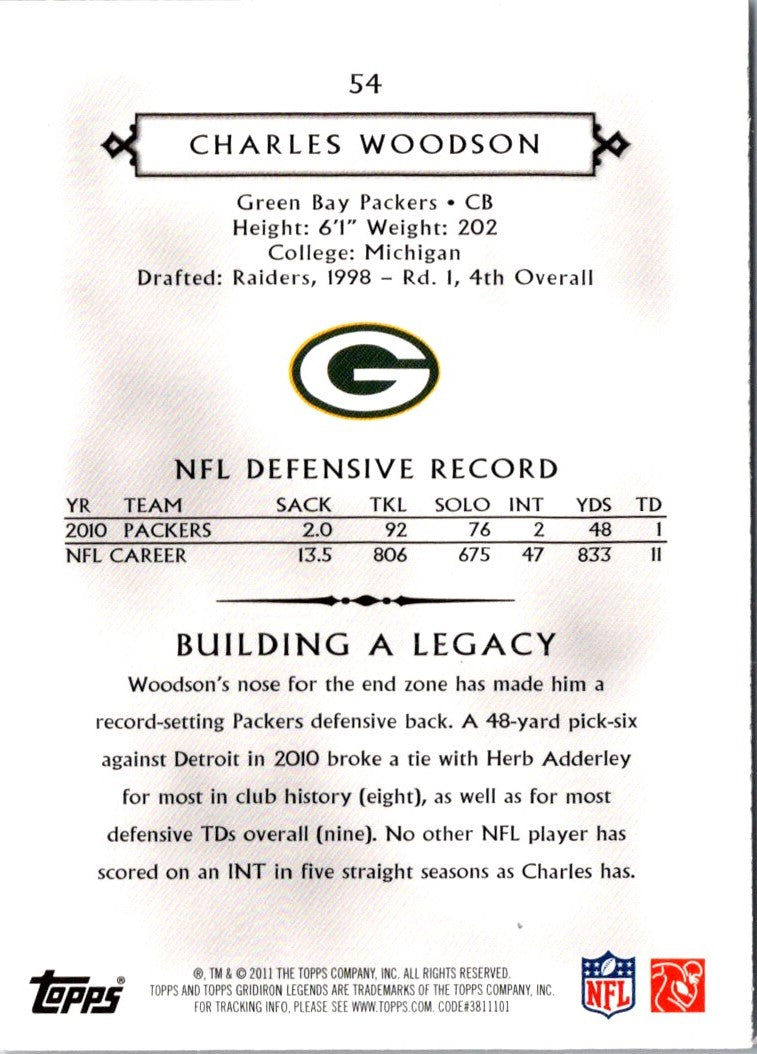 54
CHARLES WOODSON
Green Bay Packers • CB
Height: 6'1" Weight: 202
College: Michigan
Drafted: Raiders, 1998 – Rd. 1, 4th Overall
G
NFL DEFENSIVE RECORD
YR TEAM SACK TKL SOLO INT YDS TD
2010 PACKERS 2.0 92 76 2 48 1
NFL CAREER 13.5 806 675 47 833 11
BUILDING A LEGACY
Woodson's nose for the end zone has made him a
record-setting Packers defensive back. A 48-yard pick-six
against Detroit in 2010 broke a tie with Herb Adderley
for most in club history (eight), as well as for most
defensive TDs overall (nine). No other NFL player has
scored on an INT in five straight seasons as Charles has.
®, TM & © 2011 THE TOPPS COMPANY, INC. ALL RIGHTS RESERVED.
TOPPS AND TOPPS GRIDIRON LEGENDS ARE TRADEMARKS OF THE TOPPS COMPANY, INC.
FOR TRACKING INFO, PLEASE SEE WWW.TOPPS.COM. CODE#3811101
Topps®
NFL